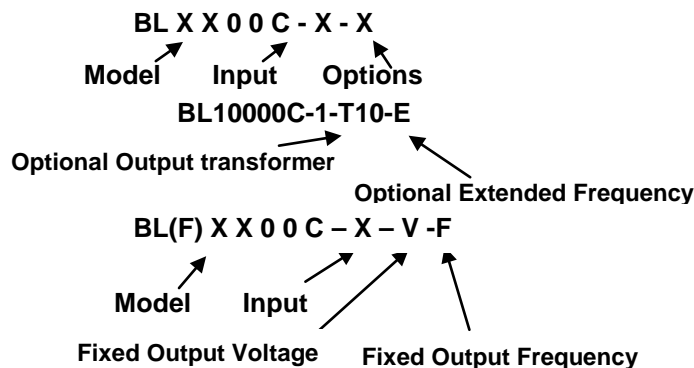 BL X X 0 0 C - X - X
Model Input Options
BL10000C-1-T10-E
Optional Output transformer
Optional Extended Frequency
BL(F) X X 0 0 C – X – V -F
Model Input
Fixed Output Voltage Fixed Output Frequency